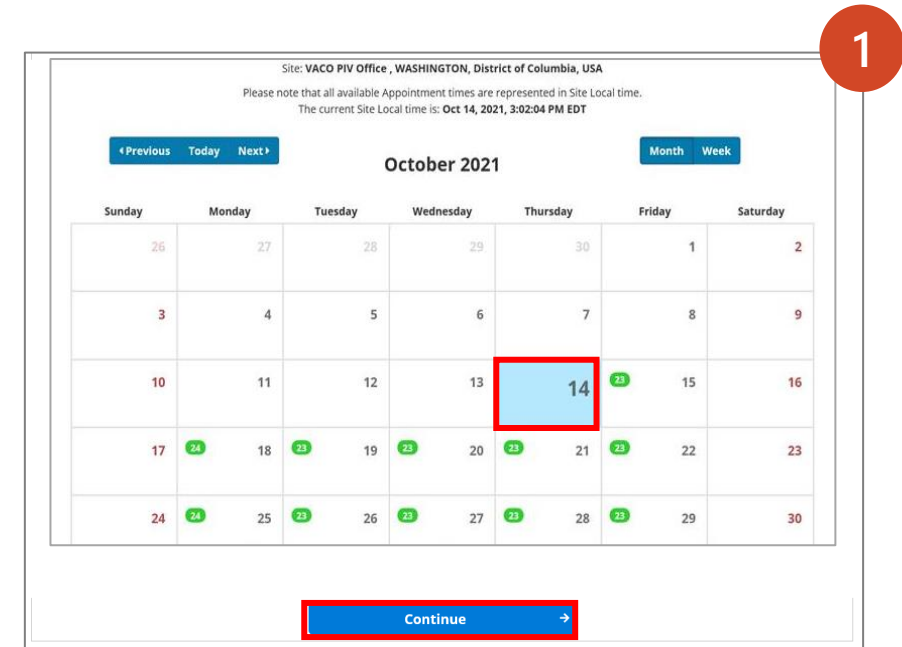 1
Site: VACO PIV Office , WASHINGTON, District of Columbia, USA
Please note that all available Appointment times are represented in Site Local time.
The current Site Local time is: Oct 14, 2021, 3:02:04 PM EDT
Previous Today Next
October 2021
Month Week
Sunday Monday Tuesday Wednesday Thursday Friday Saturday
26 27 28 29 30 1 2
3 4 5 6 7 8 9
10 11 12 13 14 23 15 16
17 24 18 23 19 23 20 23 21 23 22 23
24 24 25 23 26 23 27 23 28 23 29 30
Continue →